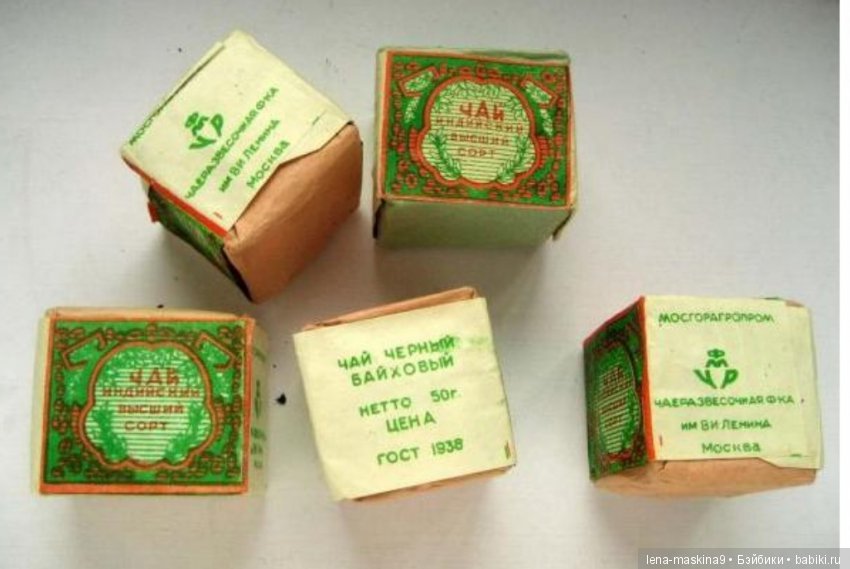 МОСГОРАГРОПРОМ
ЧАЕРАЗВЕСОЧНАЯ Ф-КА
ИМ В.И ЛЕНИНА
МОСКВА
ЧАЙ
ИНДИЙСКИЙ
ВЫСШИЙ
СОРТ
ЧАЙ
ИНДИЙСКИЙ
ВЫСШИЙ
СОРТ
ЧАЙ ЧЕРНЫЙ
БАЙХОВЫЙ
НЕТТО 50г.
ЦЕНА
ГОСТ 1938
МОСГОРАГРОПРОМ
ЧАЕРАЗВЕСОЧНАЯ Ф-КА
ИМ В.И ЛЕНИНА
МОСКВА
lena-maskina9 • Бэйбики • babiki.ru